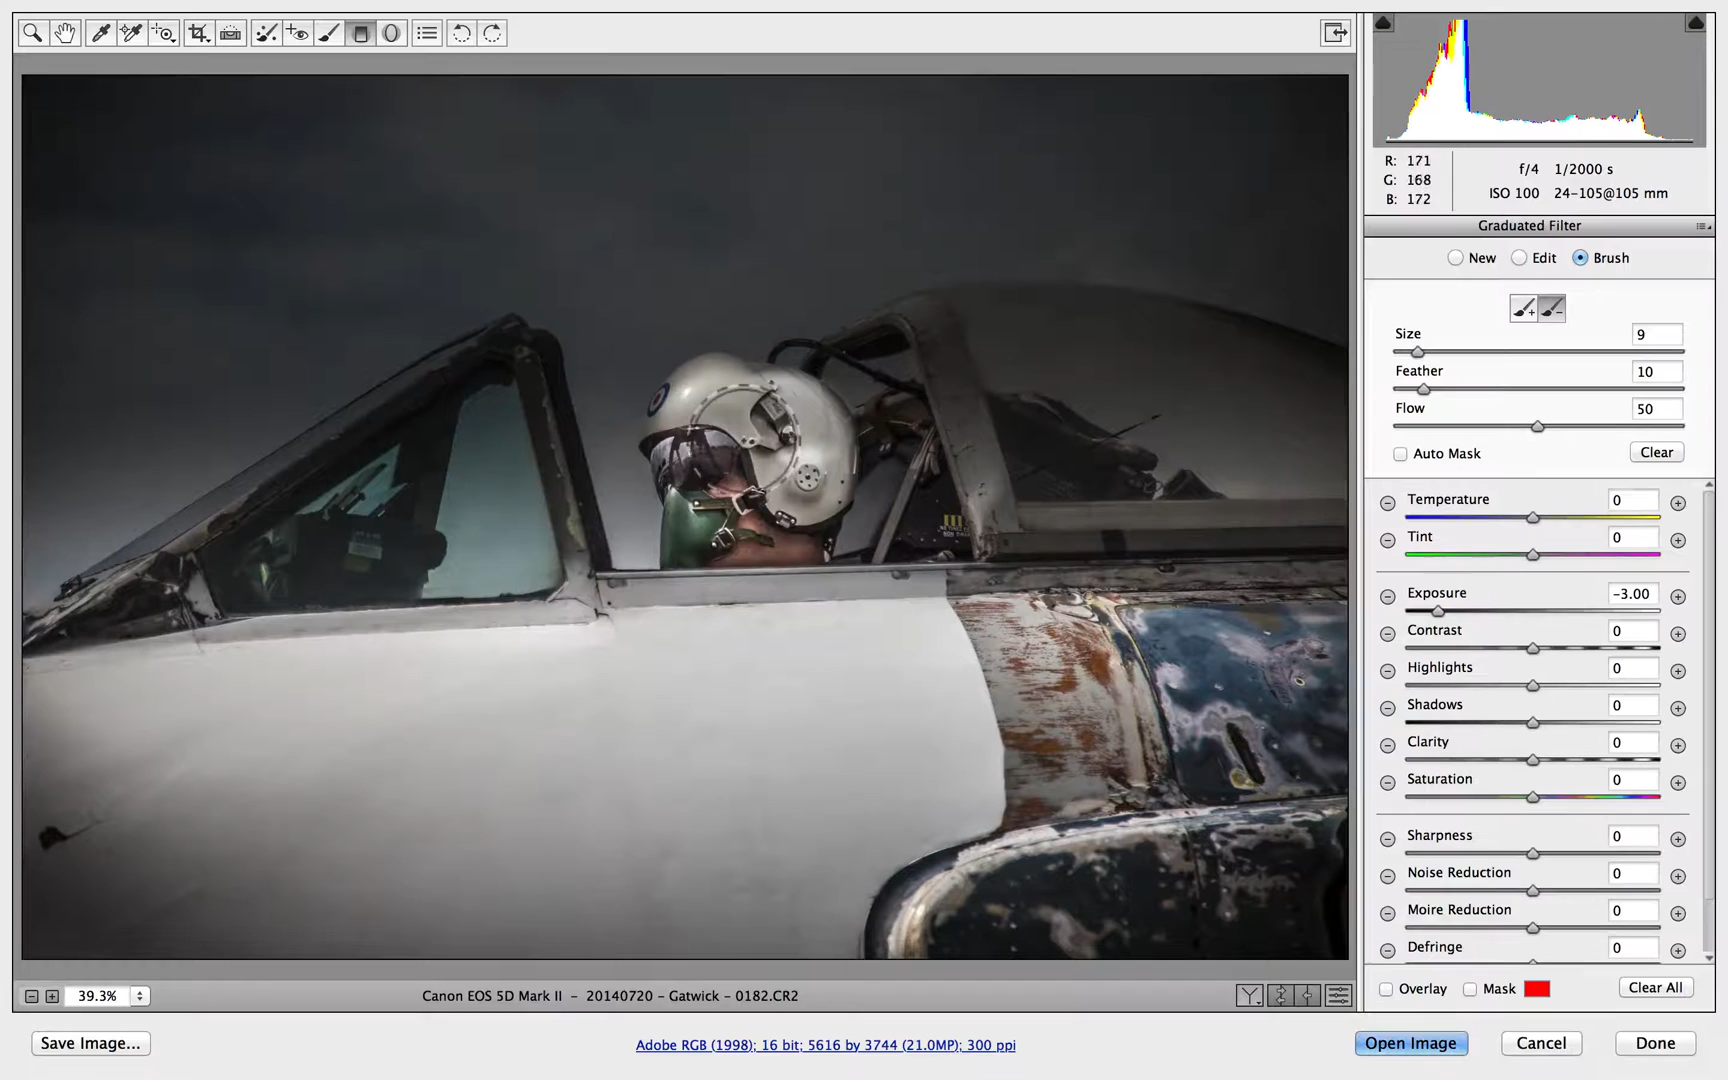 R: 171
G: 168
B: 172
f/4 1/2000 s
ISO 100 24-105@105 mm
Graduated Filter
New Edit Brush
Size 9
Feather 10
Flow 50
Auto Mask Clear
Temperature 0
Tint 0
Exposure -3.00
Contrast 0
Highlights 0
Shadows 0
Clarity 0
Saturation 0
Sharpness 0
Noise Reduction 0
Moire Reduction 0
Defringe 0
Overlay Mask Clear All
39.3% Canon EOS 5D Mark II - 20140720 - Gatwick - 0182.CR2
Save Image... Adobe RGB (1998); 16 bit; 5616 by 3744 (21.0MP); 300 ppi Open Image Cancel Done